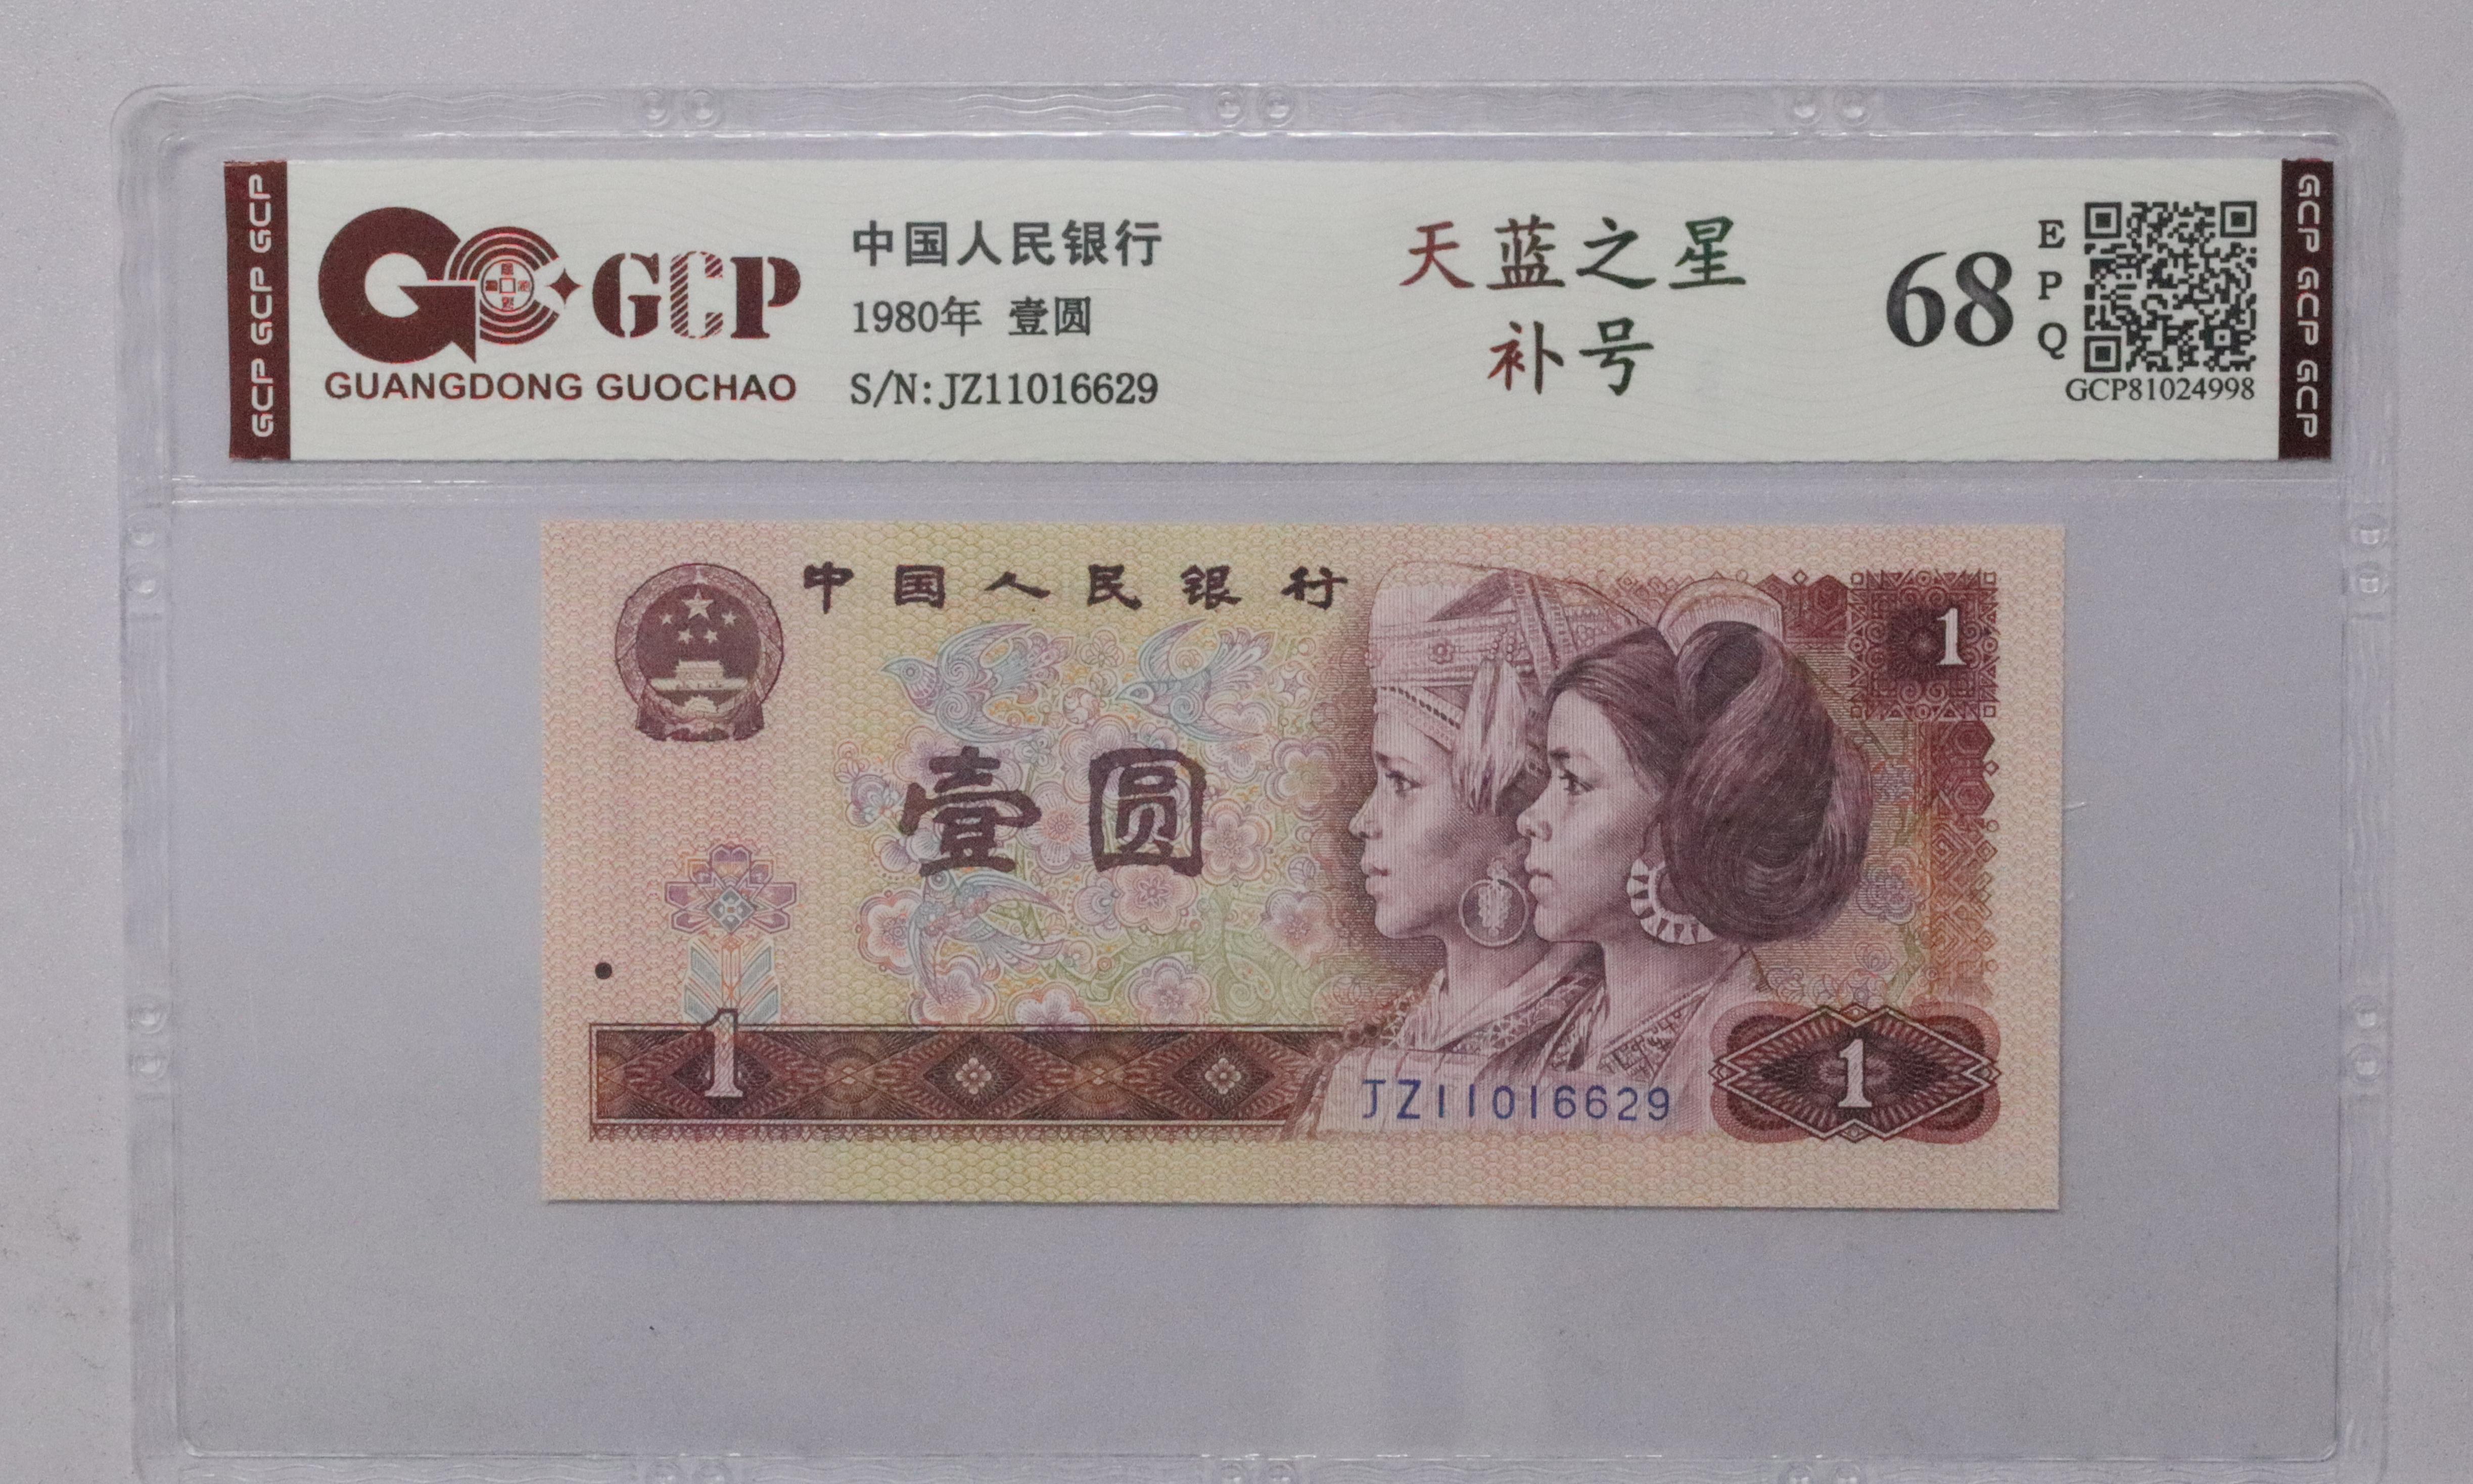 GCP GCP GCP
GCP
GUANGDONG GUOCHAO
中国人民银行
1980年 壹圆
S/N: JZ11016629
天蓝之星
补号
68
EPQ
GCP81024998
GCP GCP GCP
中国人民银行
1
壹圆
1
JZ11016629
1